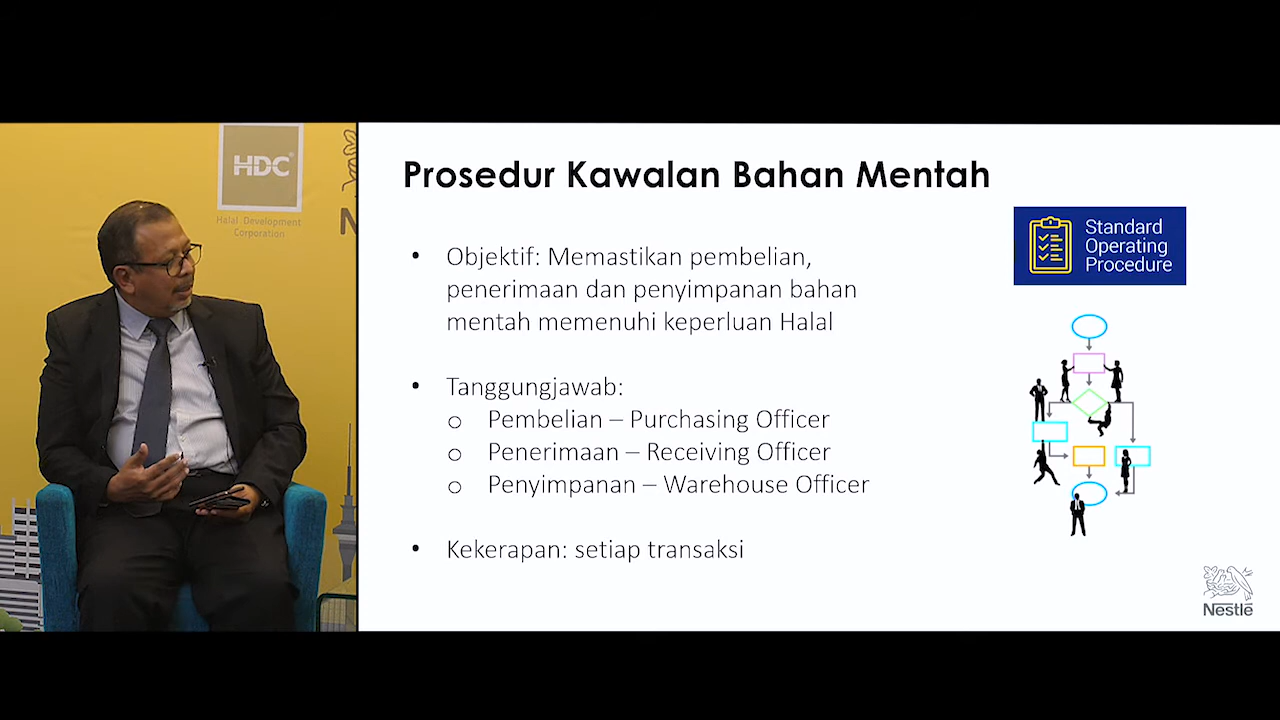 HDC
Halal Development
Corporation
N
Prosedur Kawalan Bahan Mentah
• Objektif: Memastikan pembelian,
penerimaan dan penyimpanan bahan
mentah memenuhi keperluan Halal
• Tanggungjawab:
o Pembelian – Purchasing Officer
o Penerimaan – Receiving Officer
o Penyimpanan – Warehouse Officer
• Kekerapan: setiap transaksi
Standard
Operating
Procedure
Nestlé